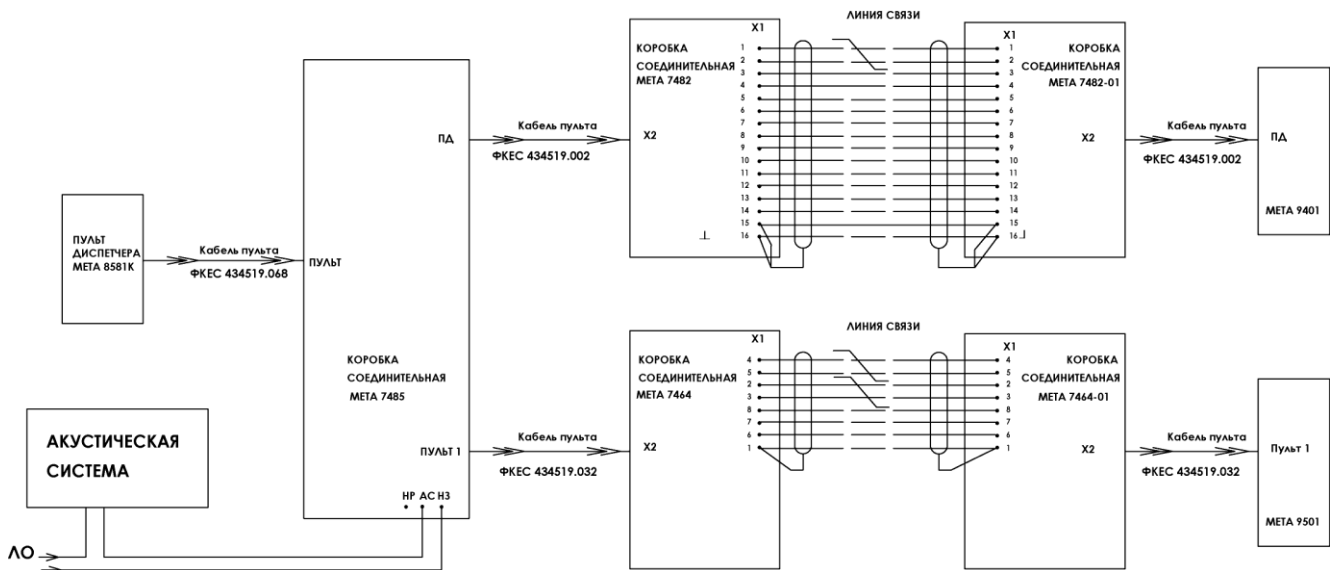 ЛИНИЯ СВЯЗИ
X1
КОРОБКА
СОЕДИНИТЕЛЬНАЯ
МЕТА 7482
1
2
3
4
5
6
7
8
9
10
11
12
13
14
15
16
X2
X1
1
2
3
4
5
6
7
8
9
10
11
12
13
14
15
16
КОРОБКА
СОЕДИНИТЕЛЬНАЯ
МЕТА 7482-01
X2
ПД
Кабель пульта
ФКЕС 434519.002
Кабель пульта
ФКЕС 434519.002
ПД
МЕТА 9401
ПУЛЬТ
ДИСПЕТЧЕРА
МЕТА 8581К
Кабель пульта
ФКЕС 434519.068
ПУЛЬТ
КОРОБКА
СОЕДИНИТЕЛЬНАЯ
МЕТА 7485
ПУЛЬТ 1
НР АС НЗ
ЛИНИЯ СВЯЗИ
X1
КОРОБКА
СОЕДИНИТЕЛЬНАЯ
МЕТА 7464
4
5
2
3
8
7
6
1
X2
X1
4
5
2
3
8
7
6
1
КОРОБКА
СОЕДИНИТЕЛЬНАЯ
МЕТА 7464-01
X2
Кабель пульта
ФКЕС 434519.032
Кабель пульта
ФКЕС 434519.032
Пульт 1
МЕТА 9501
АКУСТИЧЕСКАЯ
СИСТЕМА
ЛО